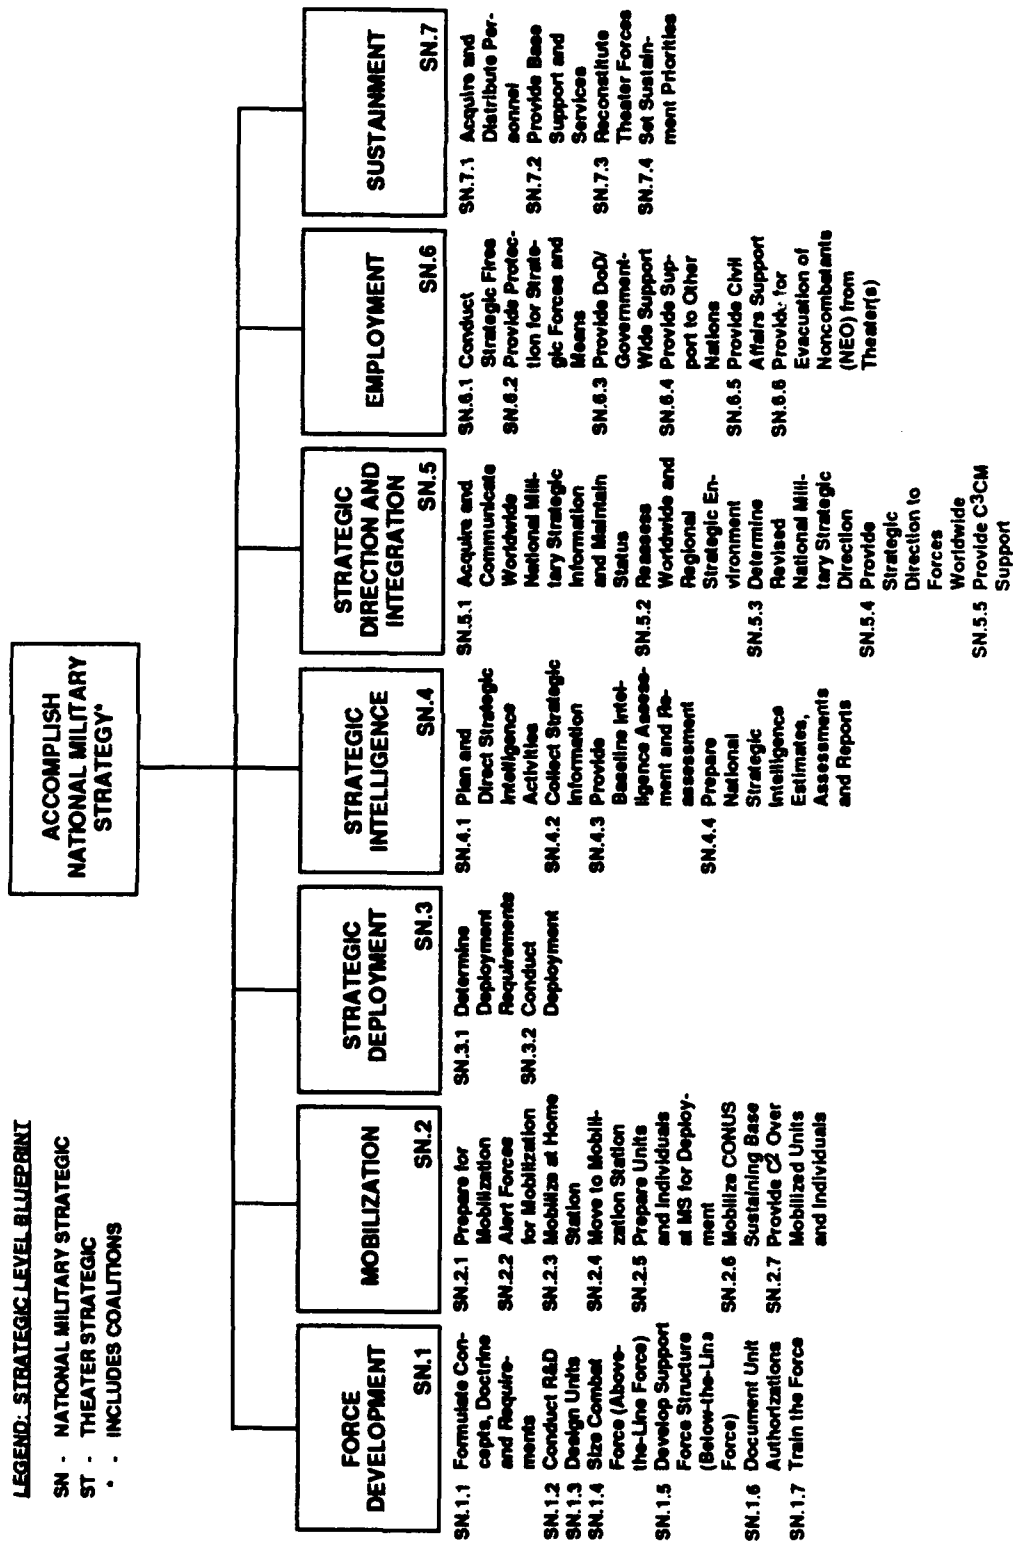 LEGEND: STRATEGIC LEVEL BLUEPRINT
SN - NATIONAL MILITARY STRATEGIC
ST - THEATER STRATEGIC
* - INCLUDES COALITIONS
ACCOMPLISH
NATIONAL MILITARY
STRATEGY*
FORCE
DEVELOPMENT
SN.1
SN.1.1 Formulate Con-
cepts, Doctrine
and Require-
ments
SN.1.2 Conduct R&D
SN.1.3 Design Units
SN.1.4 Size Combat
Force (Above-
the-Line Force)
SN.1.5 Develop Support
Force Structure
(Below-the-Line
Force)
SN.1.6 Document Unit
Authorizations
SN.1.7 Train the Force
MOBILIZATION
SN.2
SN.2.1 Prepare for
Mobilization
SN.2.2 Alert Forces
for Mobilization
SN.2.3 Mobilize at Home
Station
SN.2.4 Move to Mobili-
zation Station
SN.2.5 Prepare Units
and Individuals
at MS for Deploy-
ment
SN.2.6 Mobilize CONUS
Sustaining Base
SN.2.7 Provide C² Over
Mobilized Units
and Individuals
STRATEGIC
DEPLOYMENT
SN.3
SN.3.1 Determine
Deployment
Requirements
SN.3.2 Conduct
Deployment
STRATEGIC
INTELLIGENCE
SN.4
SN.4.1 Plan and
Direct Strategic
Intelligence
Activities
SN.4.2 Collect Strategic
Information
SN.4.3 Provide
Baseline Intel-
ligence Assess-
ment and Re-
assessment
SN.4.4 Prepare
National
Strategic
Intelligence
Estimates,
Assessments
and Reports
STRATEGIC
DIRECTION AND
INTEGRATION
SN.5
SN.5.1 Acquire and
Communicate
Worldwide
National Mili-
tary Strategic
Information
and Maintain
Status
SN.5.2 Reassess
Worldwide and
Regional
Strategic En-
vironment
SN.5.3 Determine
Revised
National Mili-
tary Strategic
Direction
SN.5.4 Provide
Strategic
Direction to
Forces
Worldwide
SN.5.5 Provide C³CM
Support
EMPLOYMENT
SN.6
SN.6.1 Conduct
Strategic Fires
SN.6.2 Provide Protec-
tion for Strate-
gic Forces and
Means
SN.6.3 Provide DoD/
Government-
Wide Support
SN.6.4 Provide Sup-
port to Other
Nations
SN.6.5 Provide Civil
Affairs Support
SN.6.6 Provide for
Evacuation of
Noncombatants
(NEO) from
Theater(s)
SUSTAINMENT
SN.7
SN.7.1 Acquire and
Distribute Per-
sonnel
SN.7.2 Provide Base
Support and
Services
SN.7.3 Reconstitute
Theater Forces
SN.7.4 Set Sustain-
ment Priorities